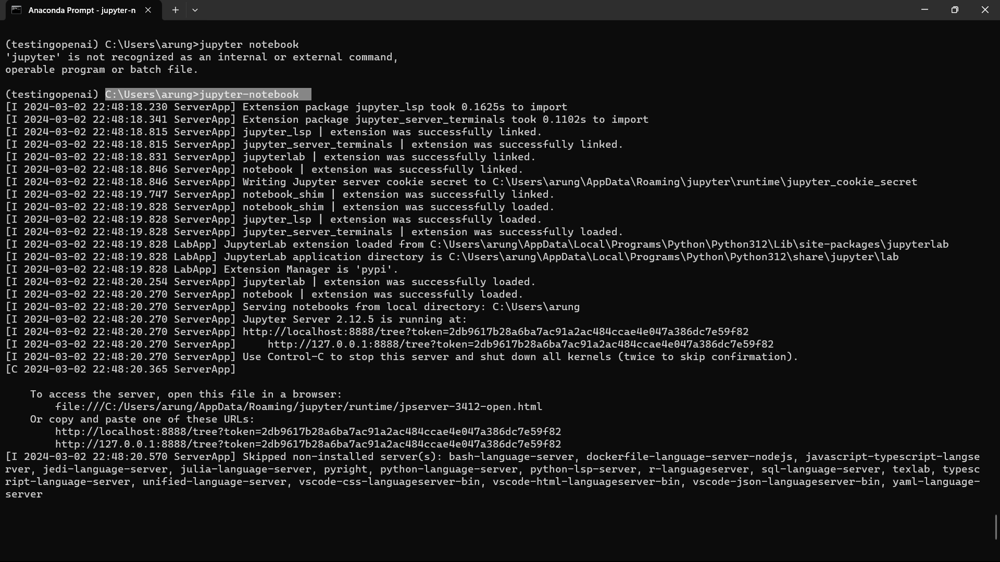 Anaconda Prompt - jupyter-n
(testingopenai) C:\Users\arung>jupyter notebook
'jupyter' is not recognized as an internal or external command,
operable program or batch file.
(testingopenai) C:\Users\arung>jupyter-notebook
[I 2024-03-02 22:48:18.230 ServerApp] Extension package jupyter_lsp took 0.1625s to import
[I 2024-03-02 22:48:18.341 ServerApp] Extension package jupyter_server_terminals took 0.1102s to import
[I 2024-03-02 22:48:18.815 ServerApp] jupyter_lsp | extension was successfully linked.
[I 2024-03-02 22:48:18.815 ServerApp] jupyter_server_terminals | extension was successfully linked.
[I 2024-03-02 22:48:18.831 ServerApp] jupyterlab | extension was successfully linked.
[I 2024-03-02 22:48:18.846 ServerApp] notebook | extension was successfully linked.
[I 2024-03-02 22:48:18.846 ServerApp] Writing Jupyter server cookie secret to C:\Users\arung\AppData\Roaming\jupyter\runtime\jupyter_cookie_secret
[I 2024-03-02 22:48:19.747 ServerApp] notebook_shim | extension was successfully linked.
[I 2024-03-02 22:48:19.828 ServerApp] notebook_shim | extension was successfully loaded.
[I 2024-03-02 22:48:19.828 ServerApp] jupyter_lsp | extension was successfully loaded.
[I 2024-03-02 22:48:19.828 ServerApp] jupyter_server_terminals | extension was successfully loaded.
[I 2024-03-02 22:48:19.828 LabApp] JupyterLab extension loaded from C:\Users\arung\AppData\Local\Programs\Python\Python312\Lib\site-packages\jupyterlab
[I 2024-03-02 22:48:19.828 LabApp] JupyterLab application directory is C:\Users\arung\AppData\Local\Programs\Python\Python312\share\jupyter\lab
[I 2024-03-02 22:48:19.828 LabApp] Extension Manager is 'pypi'.
[I 2024-03-02 22:48:20.254 ServerApp] jupyterlab | extension was successfully loaded.
[I 2024-03-02 22:48:20.270 ServerApp] notebook | extension was successfully loaded.
[I 2024-03-02 22:48:20.270 ServerApp] Serving notebooks from local directory: C:\Users\arung
[I 2024-03-02 22:48:20.270 ServerApp] Jupyter Server 2.12.5 is running at:
[I 2024-03-02 22:48:20.270 ServerApp] http://localhost:8888/tree?token=2db9617b28a6ba7ac91a2ac484ccae4e047a386dc7e59f82
[I 2024-03-02 22:48:20.270 ServerApp]     http://127.0.0.1:8888/tree?token=2db9617b28a6ba7ac91a2ac484ccae4e047a386dc7e59f82
[I 2024-03-02 22:48:20.270 ServerApp] Use Control-C to stop this server and shut down all kernels (twice to skip confirmation).
[C 2024-03-02 22:48:20.365 ServerApp]
    To access the server, open this file in a browser:
        file:///C:/Users/arung/AppData/Roaming/jupyter/runtime/jpserver-3412-open.html
    Or copy and paste one of these URLs:
        http://localhost:8888/tree?token=2db9617b28a6ba7ac91a2ac484ccae4e047a386dc7e59f82
        http://127.0.0.1:8888/tree?token=2db9617b28a6ba7ac91a2ac484ccae4e047a386dc7e59f82
[I 2024-03-02 22:48:20.570 ServerApp] Skipped non-installed server(s): bash-language-server, dockerfile-language-server-nodejs, javascript-typescript-langse
rver, jedi-language-server, julia-language-server, pyright, python-language-server, python-lsp-server, r-languageserver, sql-language-server, texlab, typesc
ript-language-server, unified-language-server, vscode-css-languageserver-bin, vscode-html-languageserver-bin, vscode-json-languageserver-bin, yaml-language-
server